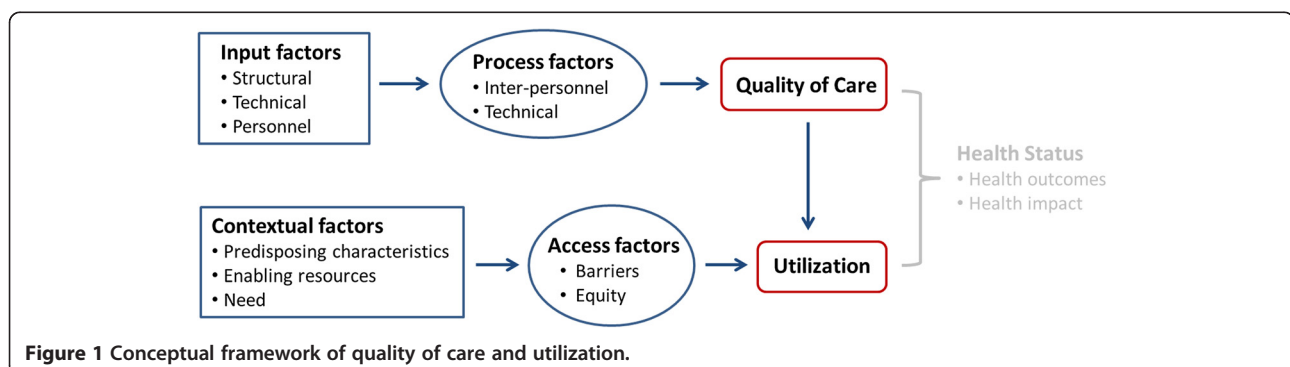 Input factors
• Structural
• Technical
• Personnel
Process factors
• Inter-personnel
• Technical
Quality of Care
Health Status
• Health outcomes
• Health impact
Contextual factors
• Predisposing characteristics
• Enabling resources
• Need
Access factors
• Barriers
• Equity
Utilization
Figure 1 Conceptual framework of quality of care and utilization.